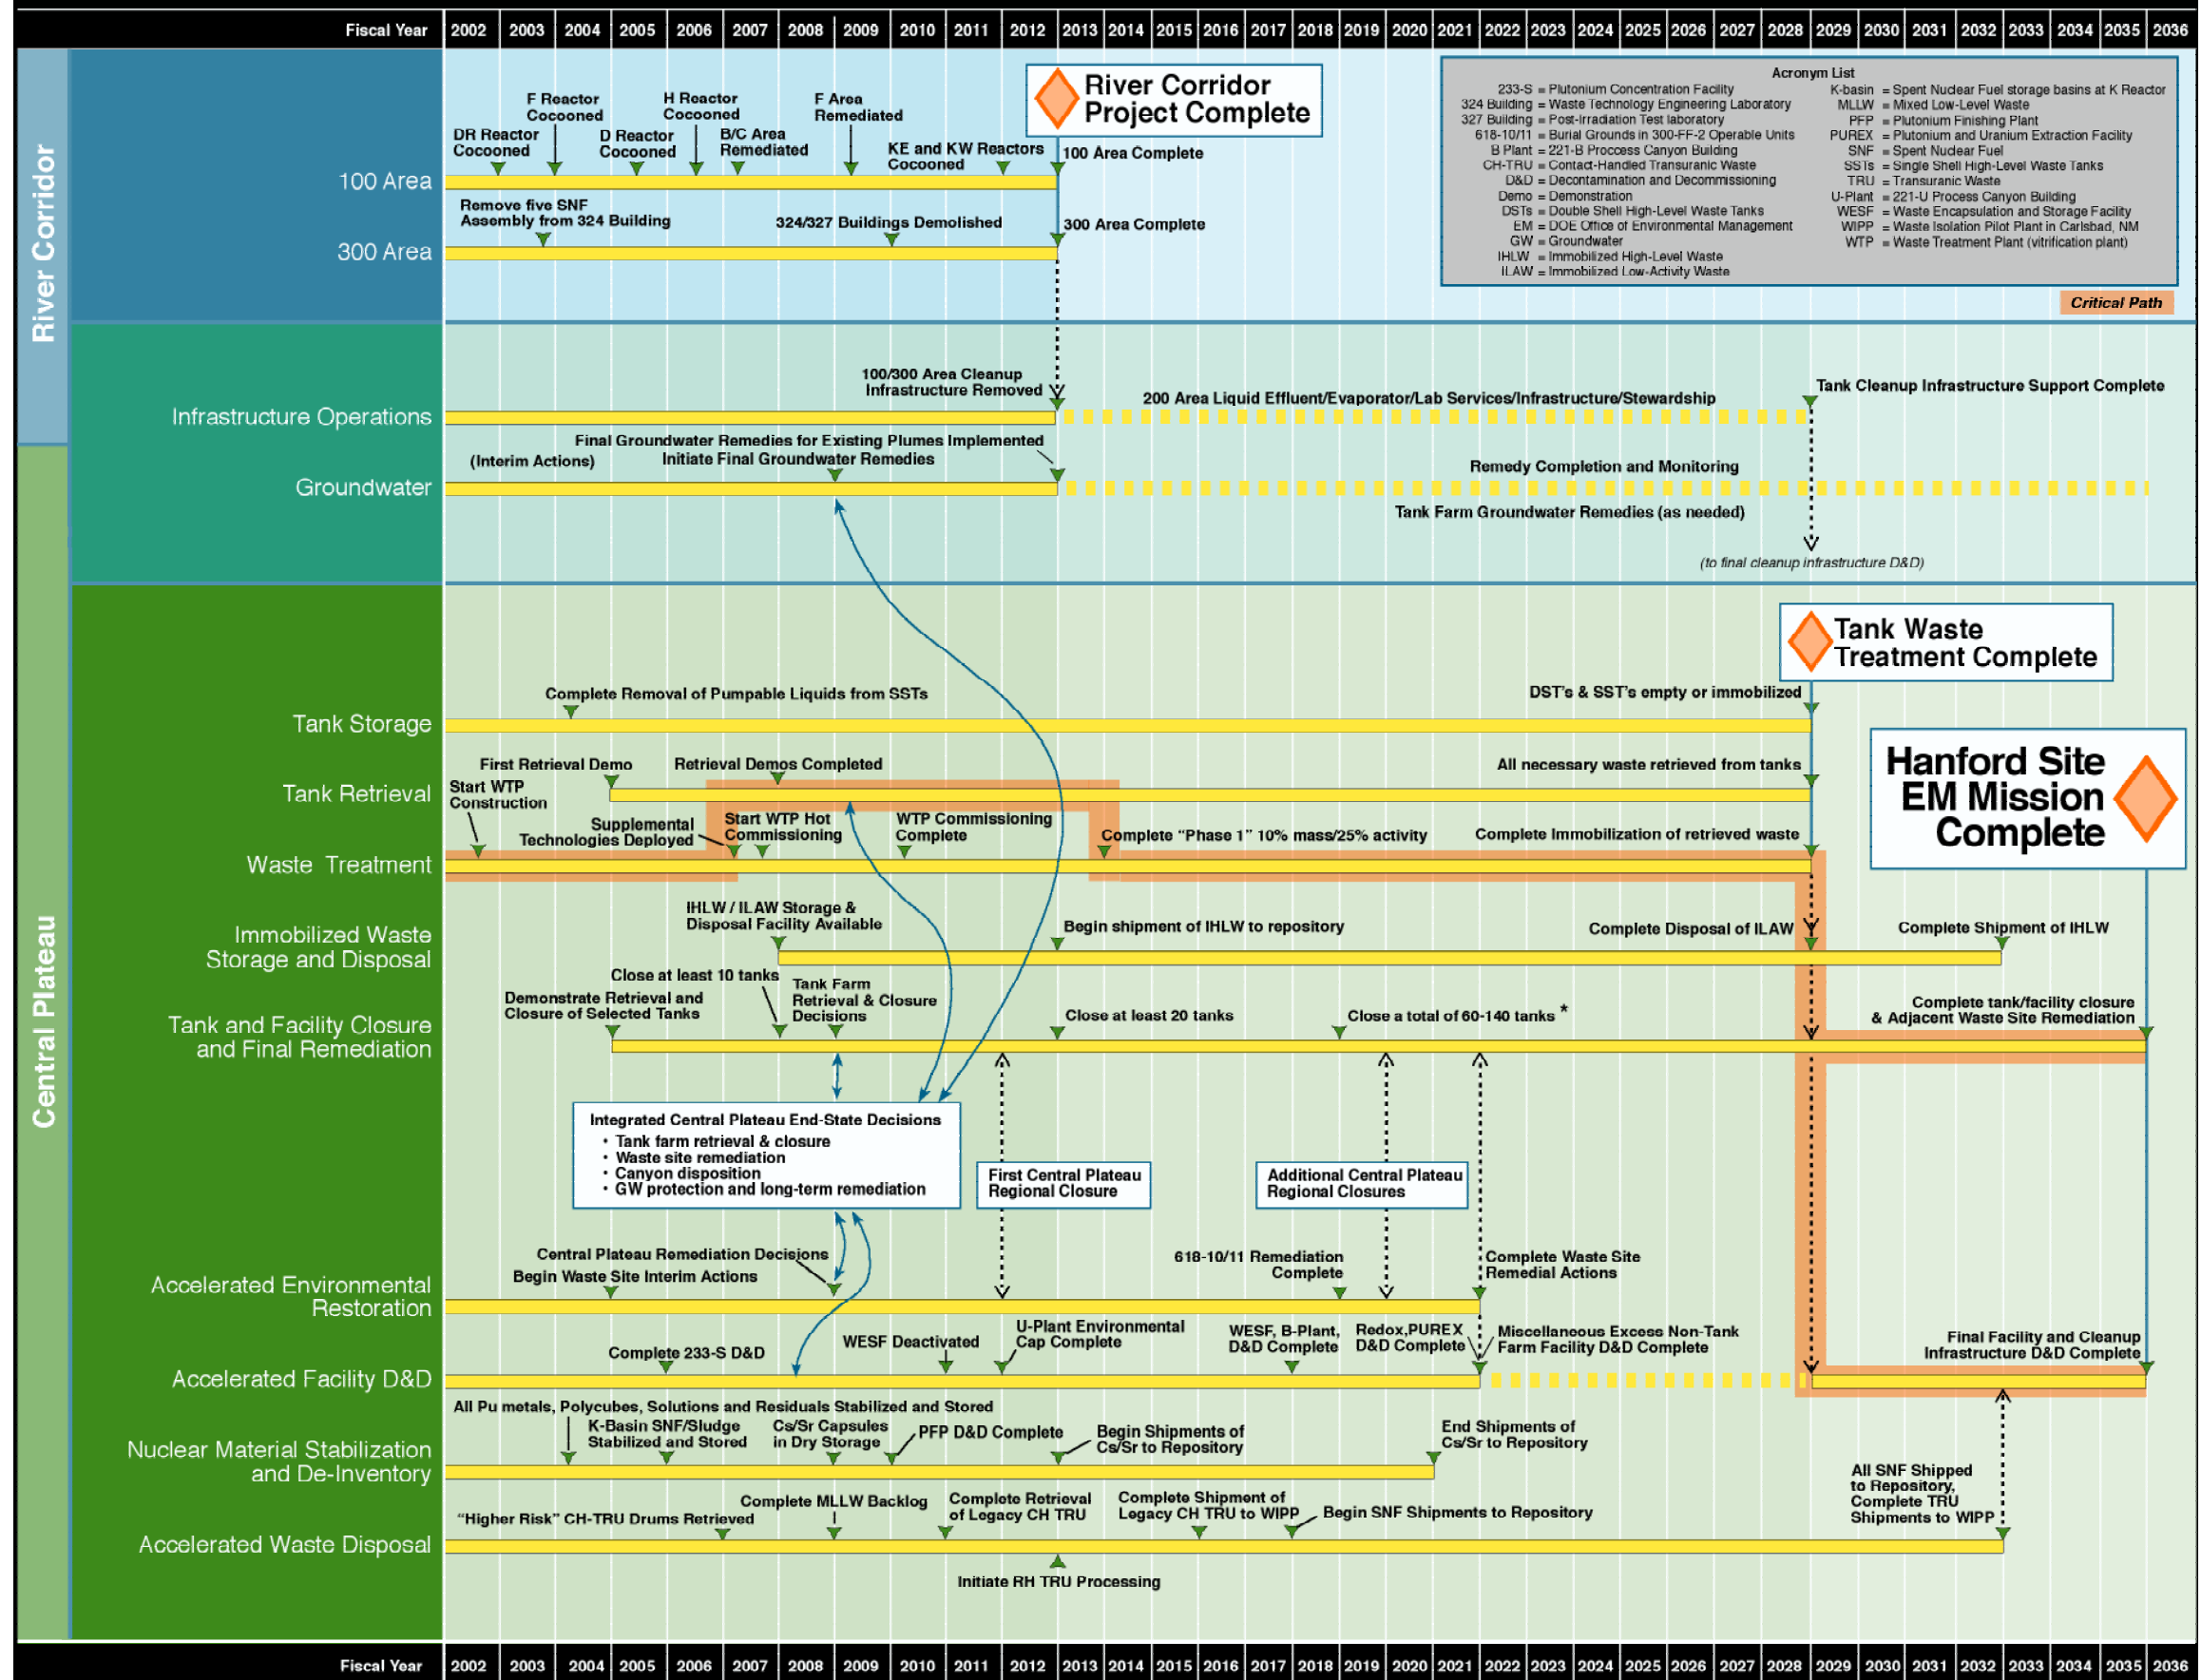 Fiscal Year 2002 2003 2004 2005 2006 2007 2008 2009 2010 2011 2012 2013 2014 2015 2016 2017 2018 2019 2020 2021 2022 2023 2024 2025 2026 2027 2028 2029 2030 2031 2032 2033 2034 2035 2036
River Corridor
Central Plateau
River Corridor
Project Complete
Acronym List
233-S = Plutonium Concentration Facility
324 Building = Waste Technology Engineering Laboratory
327 Building = Post-Irradiation Test laboratory
618-10/11 = Burial Grounds in 300-FF-2 Operable Units
B Plant = 221-B Proccess Canyon Building
CH-TRU = Contact-Handled Transuranic Waste
D&D = Decontamination and Decommissioning
Demo = Demonstration
DSTs = Double Shell High-Level Waste Tanks
EM = DOE Office of Environmental Management
GW = Groundwater
IHLW = Immobilized High-Level Waste
ILAW = Immobilized Low-Activity Waste
K-basin = Spent Nuclear Fuel storage basins at K Reactor
MLLW = Mixed Low-Level Waste
PFP = Plutonium Finishing Plant
PUREX = Plutonium and Uranium Extraction Facility
SNF = Spent Nuclear Fuel
SSTs = Single Shell High-Level Waste Tanks
TRU = Transuranic Waste
U-Plant = 221-U Process Canyon Building
WESF = Waste Encapsulation and Storage Facility
WIPP = Waste Isolation Pilot Plant in Carlsbad, NM
WTP = Waste Treatment Plant (vitrification plant)
Critical Path
100 Area
DR Reactor
Cocooned
F Reactor
Cocooned
D Reactor
Cocooned
H Reactor
Cocooned
B/C Area
Remediated
F Area
Remediated
KE and KW Reactors
Cocooned
100 Area Complete
300 Area
Remove five SNF
Assembly from 324 Building
324/327 Buildings Demolished
300 Area Complete
Infrastructure Operations
100/300 Area Cleanup
Infrastructure Removed
200 Area Liquid Effluent/Evaporator/Lab Services/Infrastructure/Stewardship
Tank Cleanup Infrastructure Support Complete
Groundwater
(Interim Actions)
Final Groundwater Remedies for Existing Plumes Implemented
Initiate Final Groundwater Remedies
Remedy Completion and Monitoring
Tank Farm Groundwater Remedies (as needed)
(to final cleanup infrastructure D&D)
Tank Waste
Treatment Complete
Tank Storage
Complete Removal of Pumpable Liquids from SSTs
DST's & SST's empty or immobilized
Hanford Site
EM Mission
Complete
Tank Retrieval
First Retrieval Demo
Retrieval Demos Completed
All necessary waste retrieved from tanks
Waste Treatment
Start WTP
Construction
Supplemental
Technologies Deployed
Start WTP Hot
Commissioning
WTP Commissioning
Complete
Complete "Phase 1" 10% mass/25% activity
Complete Immobilization of retrieved waste
Immobilized Waste
Storage and Disposal
IHLW / ILAW Storage &
Disposal Facility Available
Begin shipment of IHLW to repository
Complete Disposal of ILAW
Complete Shipment of IHLW
Tank and Facility Closure
and Final Remediation
Demonstrate Retrieval and
Closure of Selected Tanks
Close at least 10 tanks
Tank Farm
Retrieval & Closure
Decisions
Close at least 20 tanks
Close a total of 60-140 tanks *
Complete tank/facility closure
& Adjacent Waste Site Remediation
Integrated Central Plateau End-State Decisions
• Tank farm retrieval & closure
• Waste site remediation
• Canyon disposition
• GW protection and long-term remediation
First Central Plateau
Regional Closure
Additional Central Plateau
Regional Closures
Accelerated Environmental
Restoration
Central Plateau Remediation Decisions
Begin Waste Site Interim Actions
618-10/11 Remediation
Complete
Complete Waste Site
Remedial Actions
Accelerated Facility D&D
Complete 233-S D&D
WESF Deactivated
U-Plant Environmental
Cap Complete
WESF, B-Plant,
D&D Complete
Redox,PUREX
D&D Complete
Miscellaneous Excess Non-Tank
Farm Facility D&D Complete
Final Facility and Cleanup
Infrastructure D&D Complete
Nuclear Material Stabilization
and De-Inventory
All Pu metals, Polycubes, Solutions and Residuals Stabilized and Stored
K-Basin SNF/Sludge
Stabilized and Stored
Cs/Sr Capsules
in Dry Storage
PFP D&D Complete
Begin Shipments of
Cs/Sr to Repository
End Shipments of
Cs/Sr to Repository
Accelerated Waste Disposal
"Higher Risk" CH-TRU Drums Retrieved
Complete MLLW Backlog
Complete Retrieval
of Legacy CH TRU
Initiate RH TRU Processing
Complete Shipment of
Legacy CH TRU to WIPP
Begin SNF Shipments to Repository
All SNF Shipped
to Repository,
Complete TRU
Shipments to WIPP
Fiscal Year 2002 2003 2004 2005 2006 2007 2008 2009 2010 2011 2012 2013 2014 2015 2016 2017 2018 2019 2020 2021 2022 2023 2024 2025 2026 2027 2028 2029 2030 2031 2032 2033 2034 2035 2036